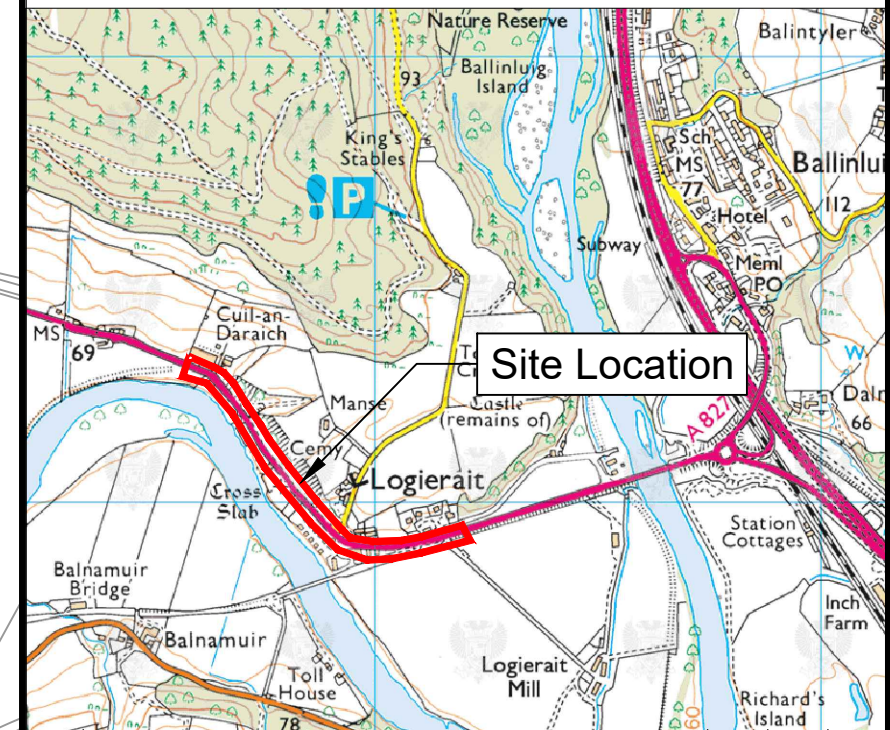 Nature Reserve
Balintyler
Ballinluig
Island
93
King's
Stables
P
Sch
MS
77
112
Hotel
Subway
Meml
PO
Cuil-an-
Daraich
MS
69
Site Location
W
Manse
Castle
(remains of)
A 827
66
Cemy
Logierait
Cross
Slab
Station
Cottages
Balnamuir
Bridge
Inch
Farm
Balnamuir
Logierait
Mill
Toll
House
Richard's
Island
60
78